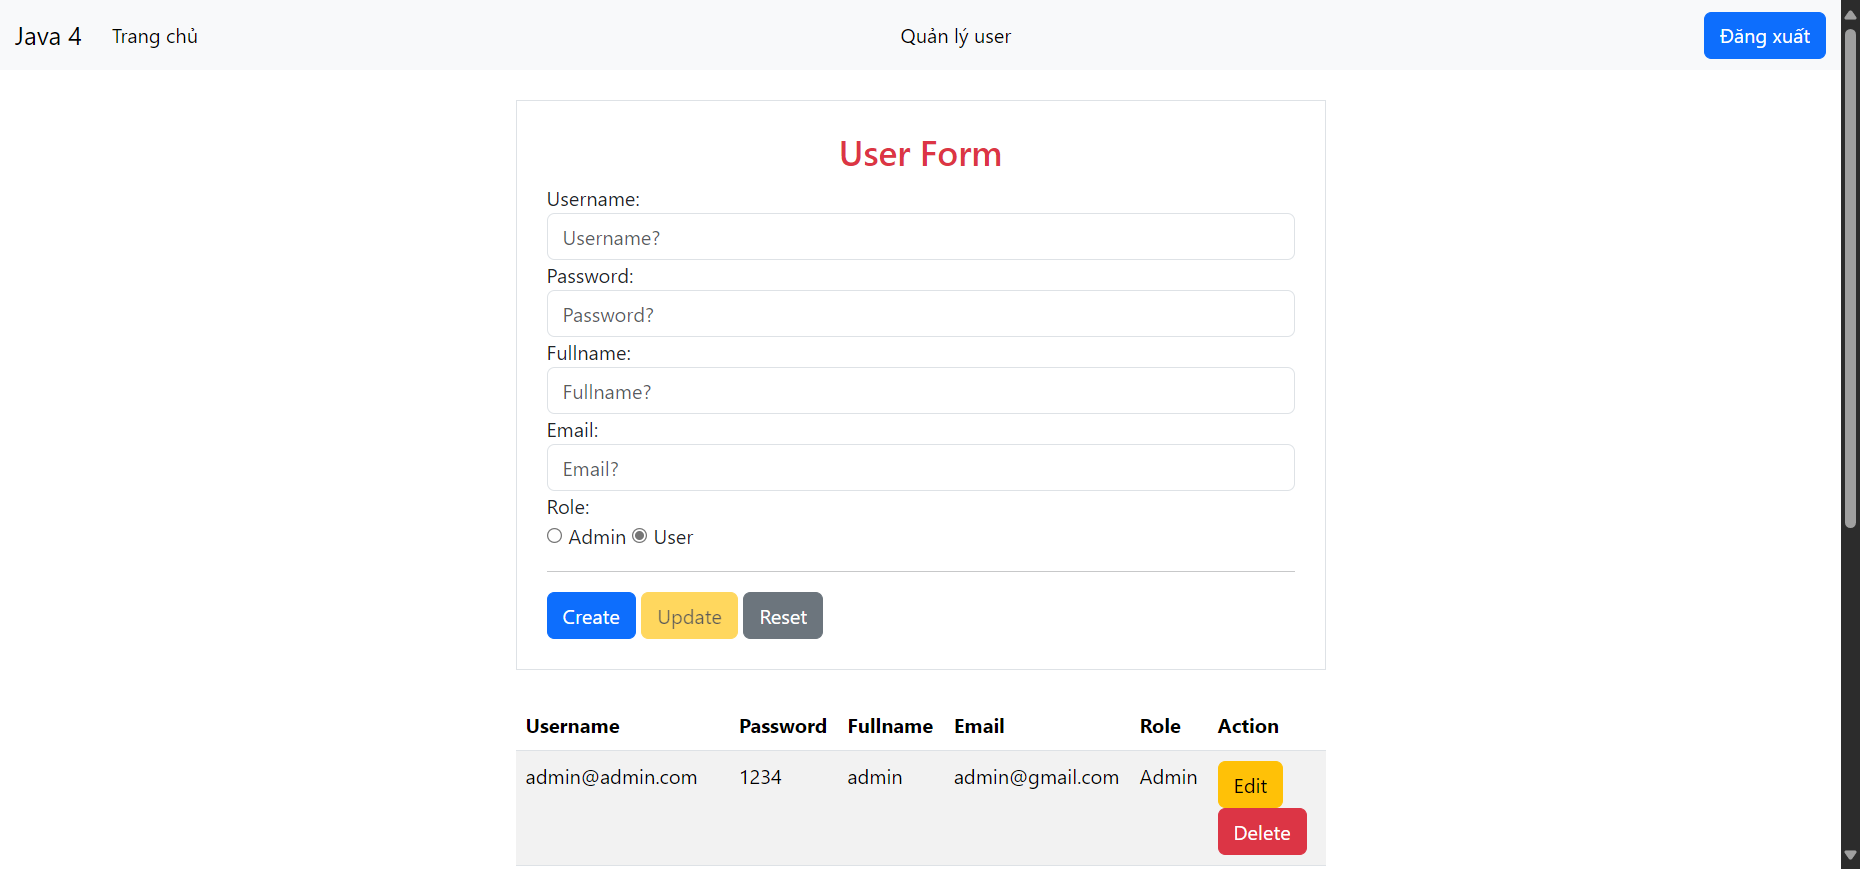 Java 4 Trang chủ Quản lý user Đăng xuất
User Form
Username:
Username?
Password:
Password?
Fullname:
Fullname?
Email:
Email?
Role:
Admin User
Create Update Reset
Username Password Fullname Email Role Action
admin@admin.com 1234 admin admin@gmail.com Admin Edit
Delete